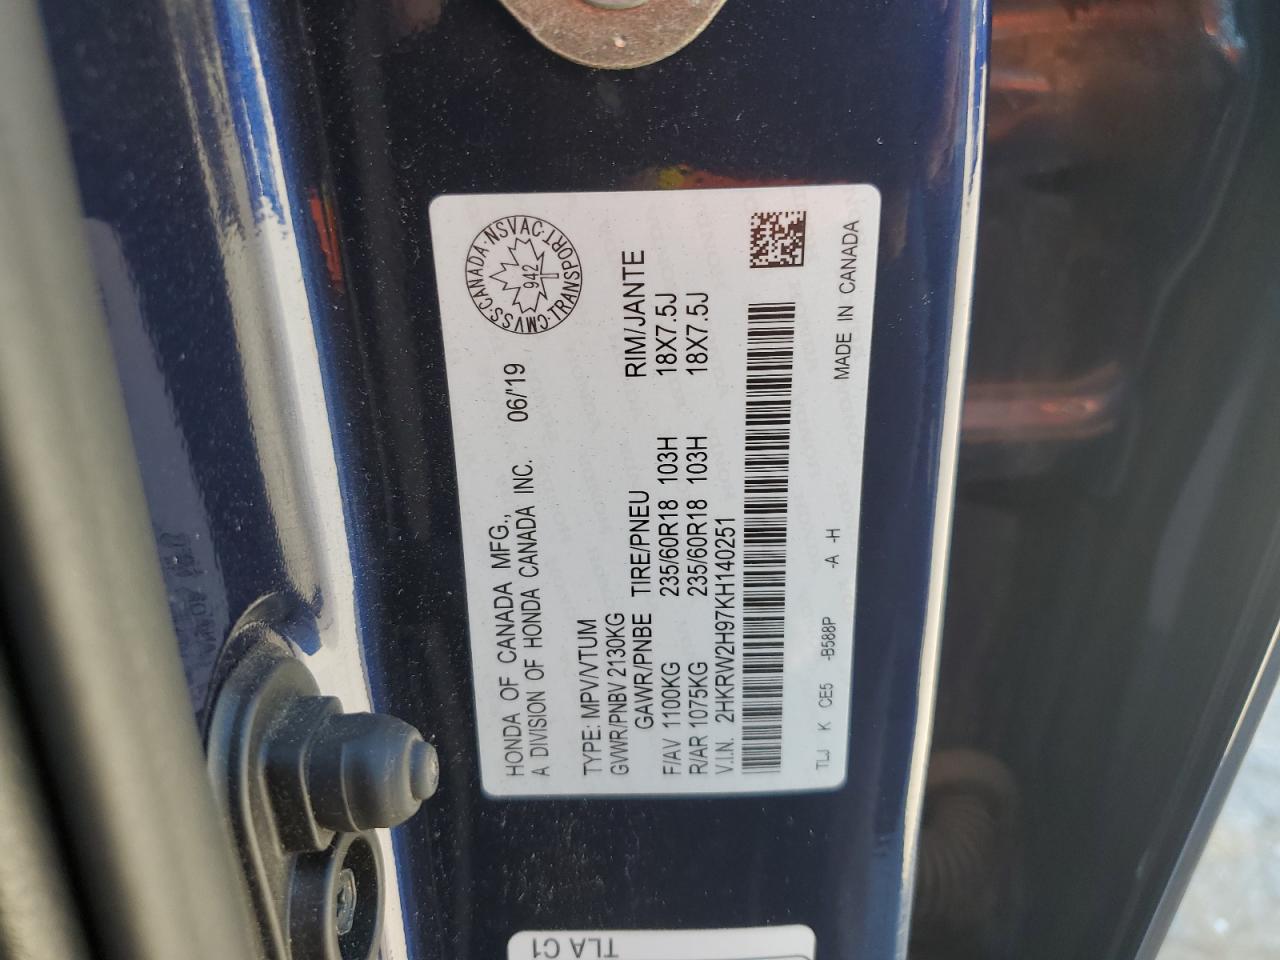 HONDA OF CANADA MFG.,
A DIVISION OF HONDA CANADA INC. 06/'19
CMVSS·CANADA·NSVAC·TRANSPORT·
942
TYPE: MPV/VTUM
GVWR/PNBV 2130KG
GAWR/PNBE TIRE/PNEU RIM/JANTE
F/AV 1100KG 235/60R18 103H 18X7.5J
R/AR 1075KG 235/60R18 103H 18X7.5J
V.I.N. 2HKRW2H97KH140251
TLJ K CE5 -B588P -A -H MADE IN CANADA
TLA C1